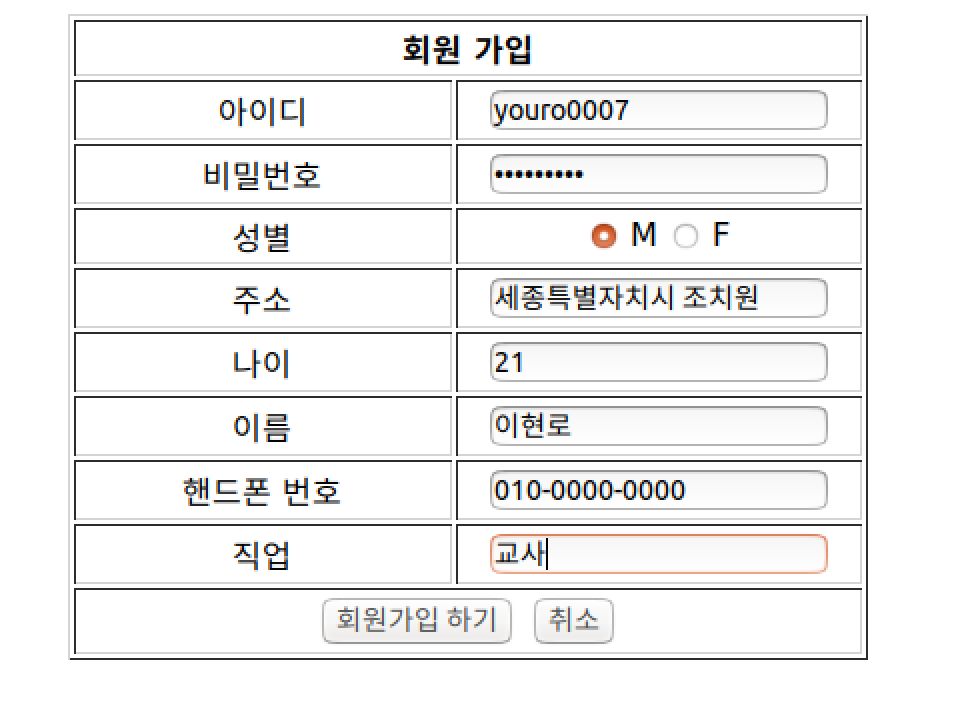 회원 가입
아이디 youro0007
비밀번호 •••••••••
성별 M F
주소 세종특별자치시 조치원
나이 21
이름 이현로
핸드폰 번호 010-0000-0000
직업 교사
회원가입 하기 취소